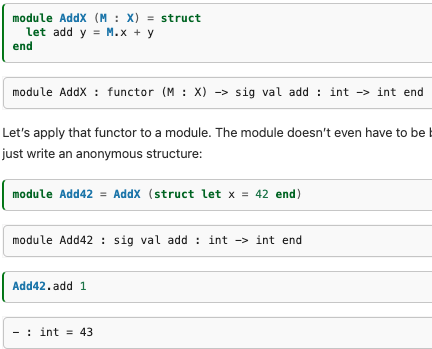 module AddX (M : X) = struct
  let add y = M.x + y
end
module AddX : functor (M : X) -> sig val add : int -> int end
Let’s apply that functor to a module. The module doesn’t even have to be
just write an anonymous structure:
module Add42 = AddX (struct let x = 42 end)
module Add42 : sig val add : int -> int end
Add42.add 1
- : int = 43